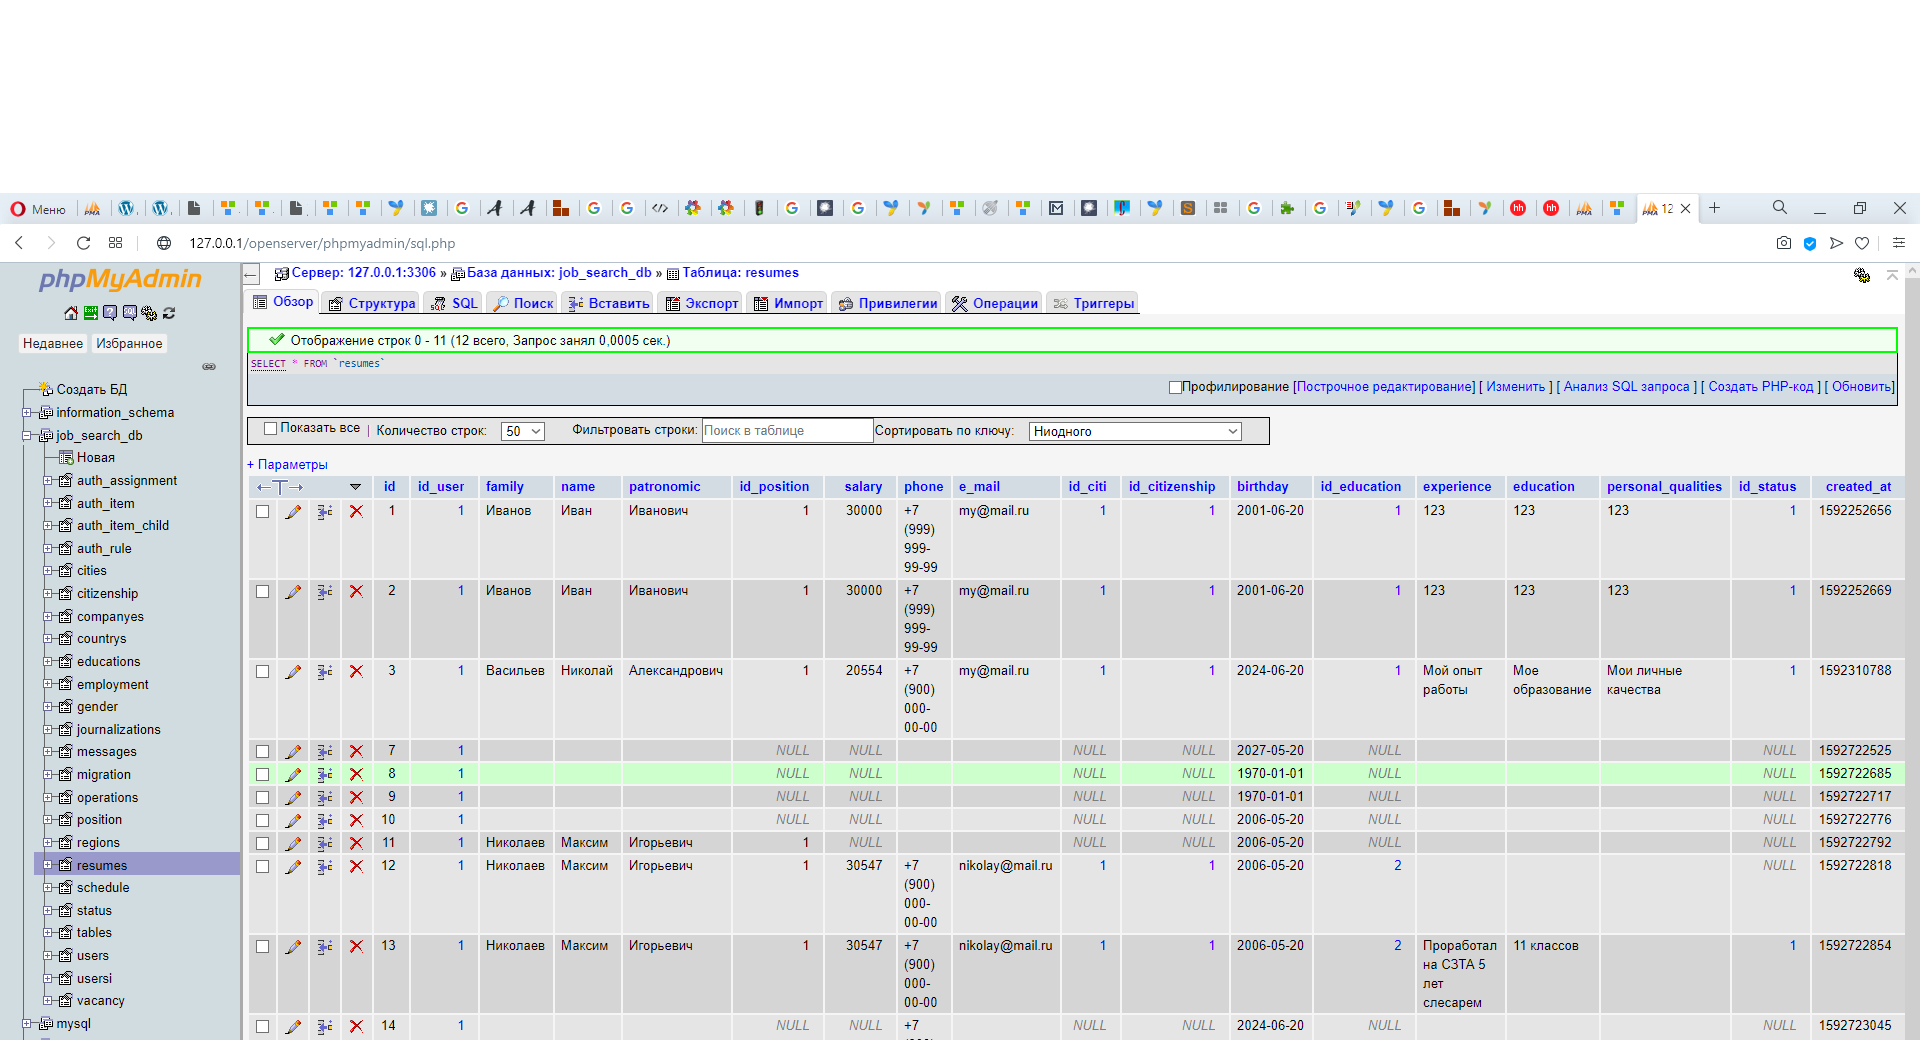 Меню
12
127.0.0.1/openserver/phpmyadmin/sql.php
phpMyAdmin
Недавнее Избранное
Создать БД
information_schema
job_search_db
Новая
auth_assignment
auth_item
auth_item_child
auth_rule
cities
citizenship
companyes
countrys
educations
employment
gender
journalizations
messages
migration
operations
position
regions
resumes
schedule
status
tables
users
usersi
vacancy
mysql
Сервер: 127.0.0.1:3306 » База данных: job_search_db » Таблица: resumes
Обзор Структура SQL Поиск Вставить Экспорт Импорт Привилегии Операции Триггеры
Отображение строк 0 - 11 (12 всего, Запрос занял 0,0005 сек.)
SELECT * FROM `resumes`
Профилирование [Построчное редактирование] [ Изменить ] [ Анализ SQL запроса ] [ Создать PHP-код ] [ Обновить]
Показать все | Количество строк: 50 Фильтровать строки: Поиск в таблице Сортировать по ключу: Ниодного
+ Параметры
←T→ id id_user family name patronomic id_position salary phone e_mail id_citi id_citizenship birthday id_education experience education personal_qualities id_status created_at
1 1 Иванов Иван Иванович 1 30000 +7 my@mail.ru 1 1 2001-06-20 1 123 123 123 1 1592252656
(999)
999-
99-99
2 1 Иванов Иван Иванович 1 30000 +7 my@mail.ru 1 1 2001-06-20 1 123 123 123 1 1592252669
(999)
999-
99-99
3 1 Васильев Николай Александрович 1 20554 +7 my@mail.ru 1 1 2024-06-20 1 Мой опыт Мое Мои личные 1 1592310788
(900) работы образование качества
000-
00-00
7 1 NULL NULL NULL NULL 2027-05-20 NULL NULL 1592722525
8 1 NULL NULL NULL NULL 1970-01-01 NULL NULL 1592722685
9 1 NULL NULL NULL NULL 1970-01-01 NULL NULL 1592722717
10 1 NULL NULL NULL NULL 2006-05-20 NULL NULL 1592722776
11 1 Николаев Максим Игорьевич 1 NULL NULL NULL 2006-05-20 NULL NULL 1592722792
12 1 Николаев Максим Игорьевич 1 30547 +7 nikolay@mail.ru 1 1 2006-05-20 2 NULL 1592722818
(900)
000-
00-00
13 1 Николаев Максим Игорьевич 1 30547 +7 nikolay@mail.ru 1 1 2006-05-20 2 Проработал 11 классов 1 1592722854
(900) на СЗТА 5
000- лет
00-00 слесарем
14 1 NULL NULL +7 NULL NULL 2024-06-20 NULL NULL 1592723045